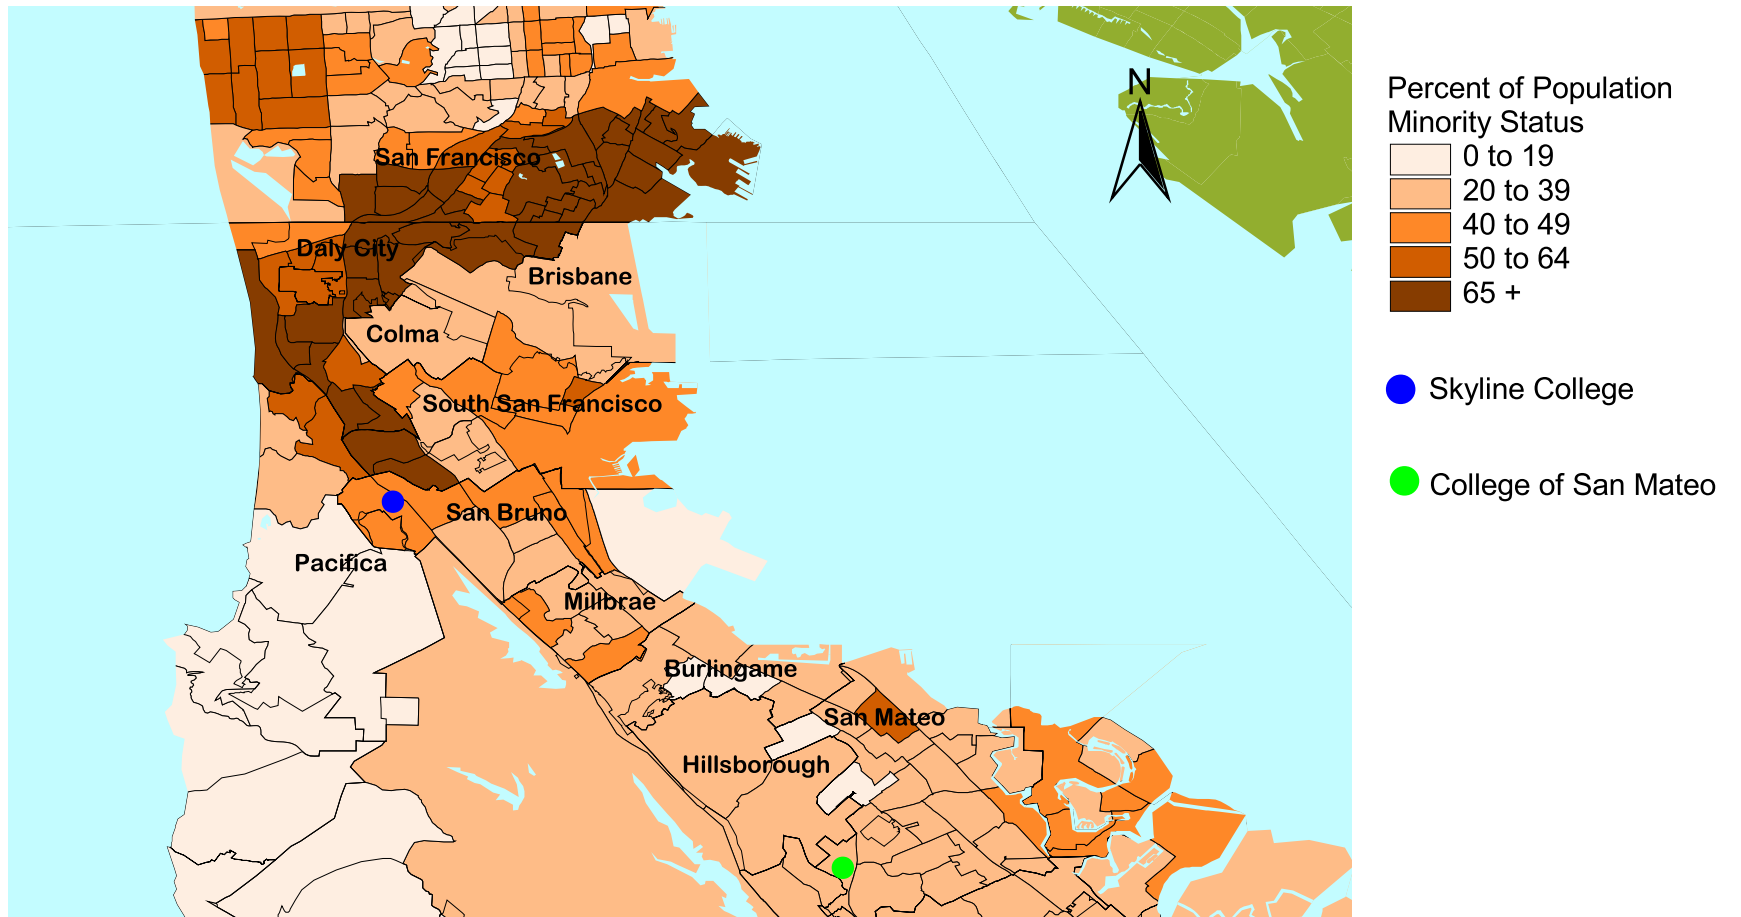 N
San Francisco
Daly City
Brisbane
Colma
South San Francisco
San Bruno
Pacifica
Millbrae
Burlingame
San Mateo
Hillsborough
Percent of Population
Minority Status
0 to 19
20 to 39
40 to 49
50 to 64
65 +
Skyline College
College of San Mateo